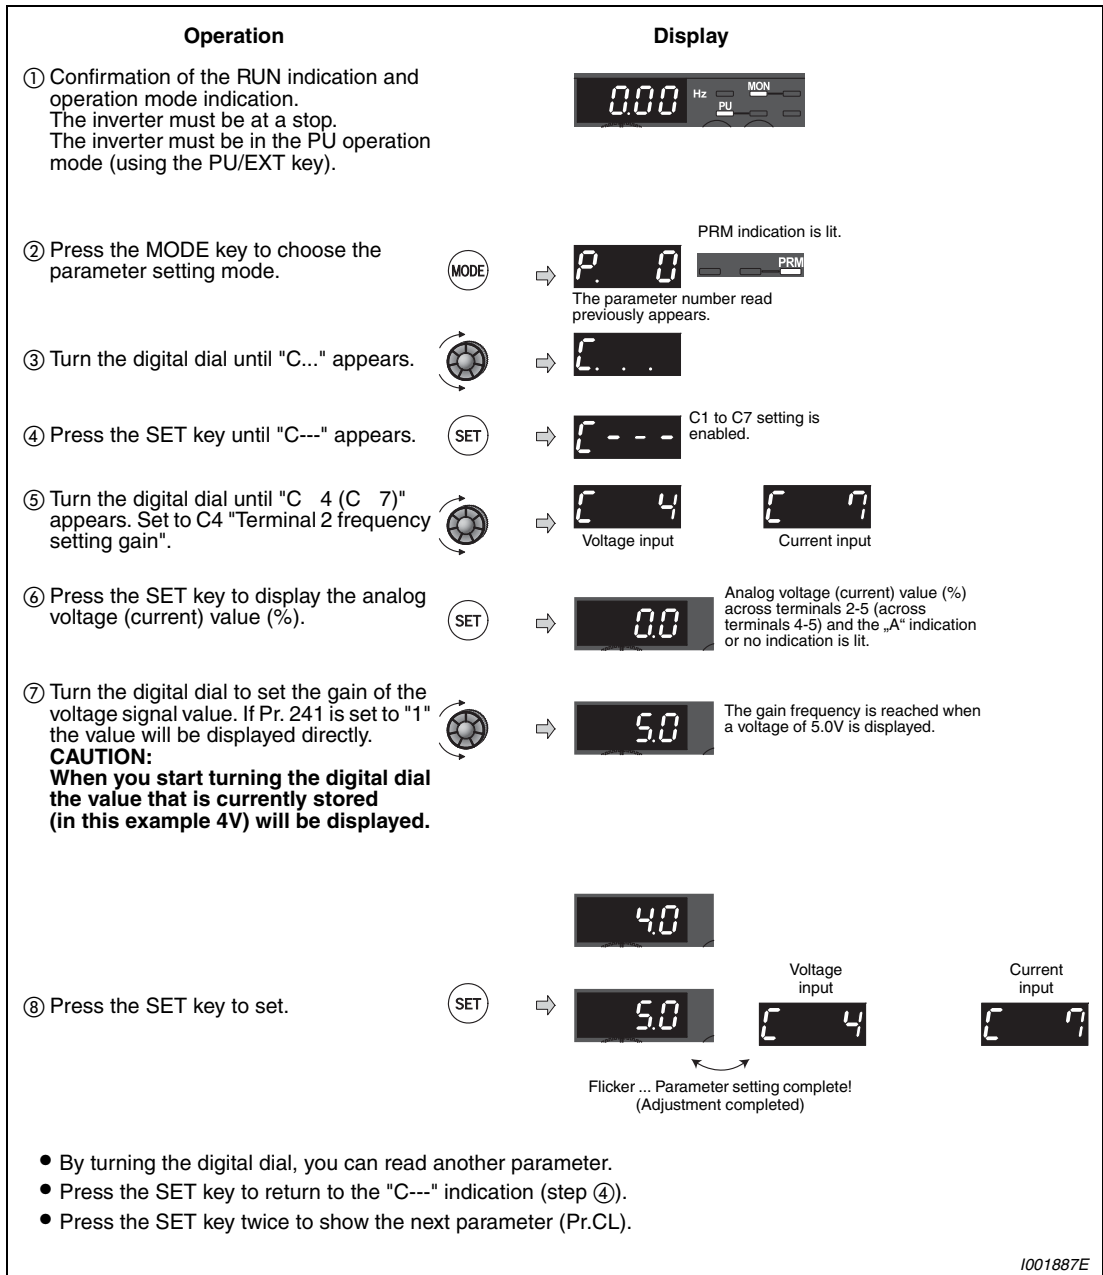 Operation
Display
① Confirmation of the RUN indication and
operation mode indication.
The inverter must be at a stop.
The inverter must be in the PU operation
mode (using the PU/EXT key).
0.00 Hz MON
PU
② Press the MODE key to choose the
parameter setting mode.
MODE
P. 0
PRM indication is lit.
PRM
The parameter number read
previously appears.
③ Turn the digital dial until "C..." appears.
C. . .
④ Press the SET key until "C---" appears.
SET
C - - -
C1 to C7 setting is
enabled.
⑤ Turn the digital dial until "C 4 (C 7)"
appears. Set to C4 "Terminal 2 frequency
setting gain".
C 4
Voltage input
C 7
Current input
⑥ Press the SET key to display the analog
voltage (current) value (%).
SET
0.0
Analog voltage (current) value (%)
across terminals 2-5 (across
terminals 4-5) and the „A“ indication
or no indication is lit.
⑦ Turn the digital dial to set the gain of the
voltage signal value. If Pr. 241 is set to "1"
the value will be displayed directly.
CAUTION:
When you start turning the digital dial
the value that is currently stored
(in this example 4V) will be displayed.
5.0
The gain frequency is reached when
a voltage of 5.0V is displayed.
4.0
⑧ Press the SET key to set.
SET
5.0
Voltage
input
C 4
Current
input
C 7
Flicker ... Parameter setting complete!
(Adjustment completed)
● By turning the digital dial, you can read another parameter.
● Press the SET key to return to the "C---" indication (step ④).
● Press the SET key twice to show the next parameter (Pr.CL).
I001887E